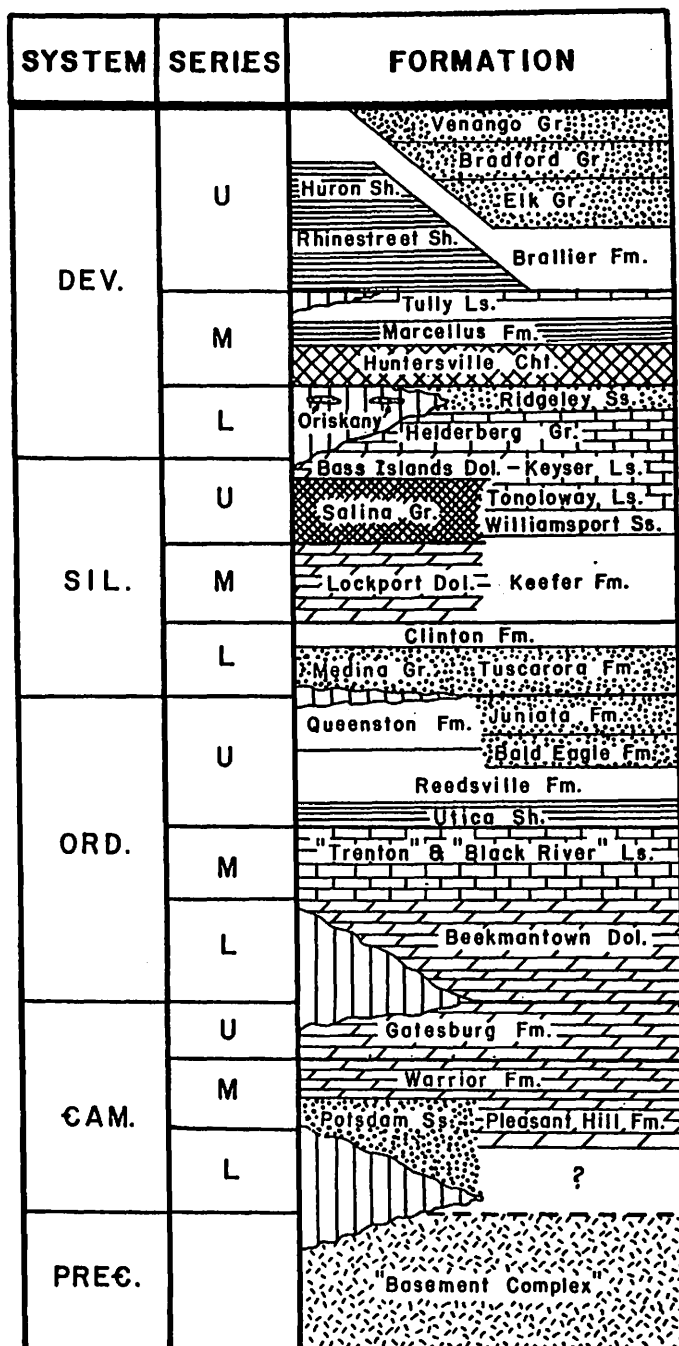 SYSTEM SERIES FORMATION
DEV.
U
Venango Gr.
Bradford Gr.
Huron Sh.
Elk Gr.
Rhinestreet Sh.
Brallier Fm.
M
Tully Ls.
Marcellus Fm.
Huntersville Cht.
L
Ridgeley Ss.
Oriskany
Helderberg Gr.
Bass Islands Dol. - Keyser Ls.
SIL.
U
Tonoloway Ls.
Salina Gr.
Williamsport Ss.
M
Lockport Dol. Keefer Fm.
L
Clinton Fm.
Medina Gr. Tuscarora Fm.
ORD.
U
Queenston Fm. Juniata Fm.
Bald Eagle Fm.
Reedsville Fm.
Utica Sh.
M
"Trenton" & "Black River" Ls.
L
Beekmantown Dol.
ЄAM.
U
Gatesburg Fm.
M
Warrior Fm.
Potsdam Ss. Pleasant Hill Fm.
L
?
PREЄ.
"Basement Complex"